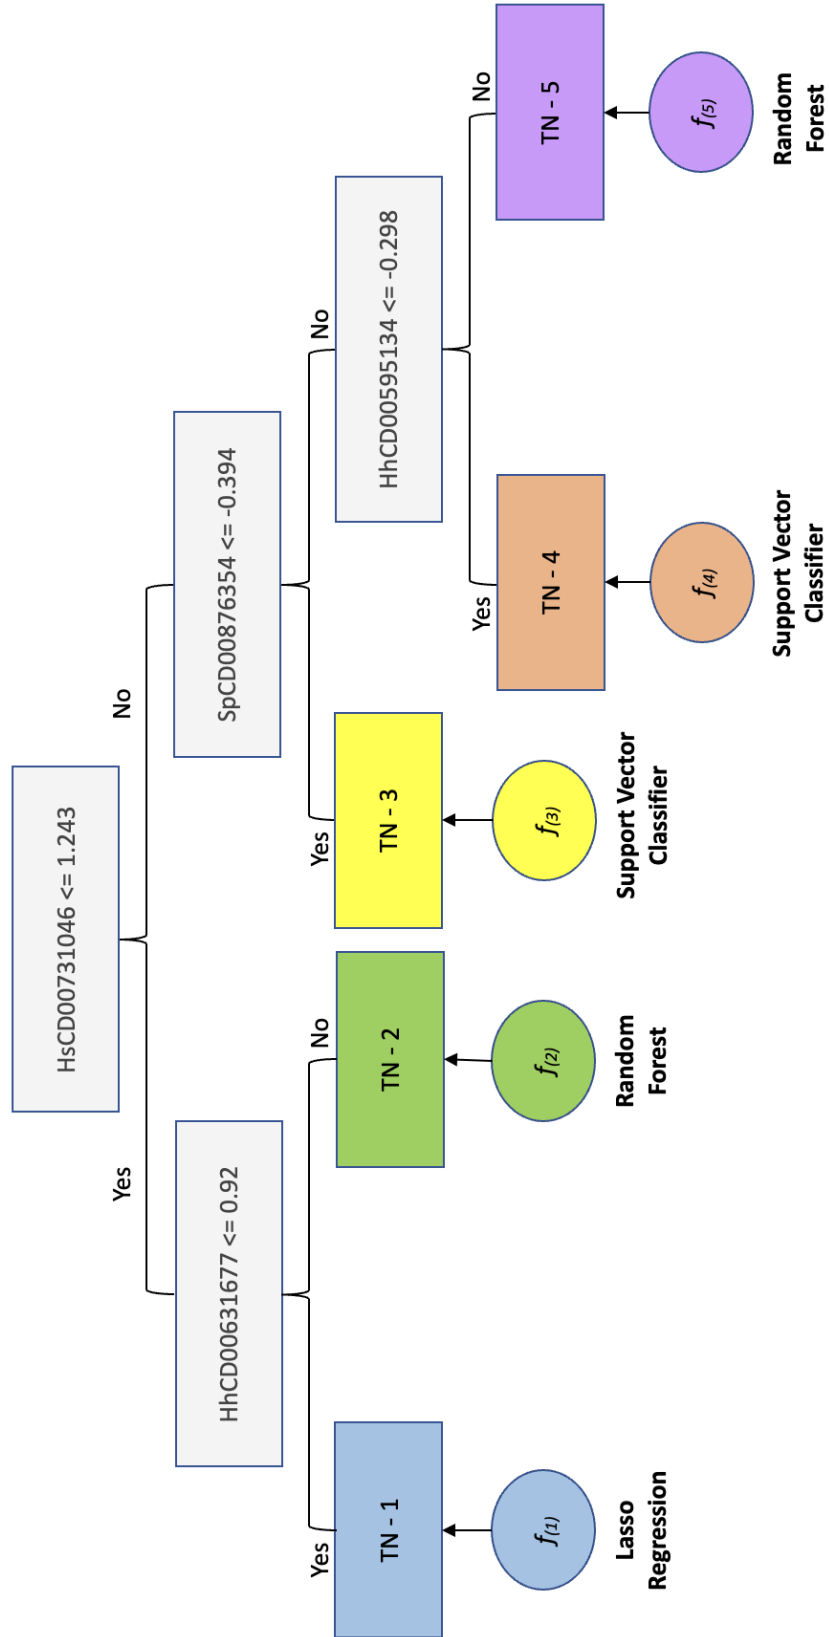 HsCD00731046 <= 1.243
Yes
No
HhCD00631677 <= 0.92
SpCD00876354 <= -0.394
Yes
No
Yes
No
TN - 1
TN - 2
TN - 3
HhCD00595134 <= -0.298
Yes
No
f(1)
f(2)
f(3)
TN - 4
TN - 5
Lasso
Regression
Random
Forest
Support Vector
Classifier
f(4)
f(5)
Support Vector
Classifier
Random
Forest